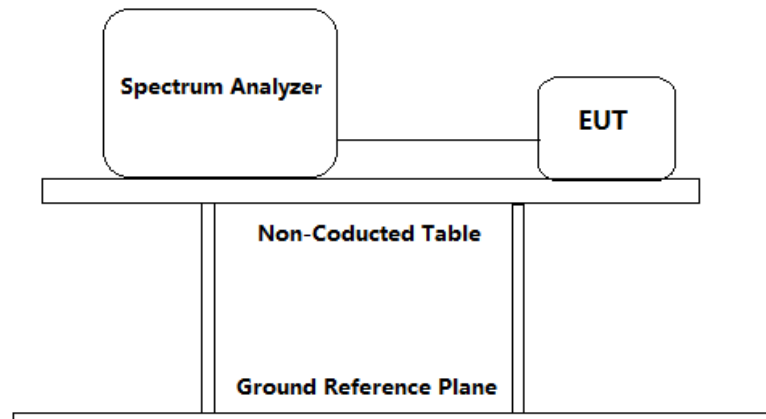 Spectrum Analyzer
EUT
Non-Coducted Table
Ground Reference Plane